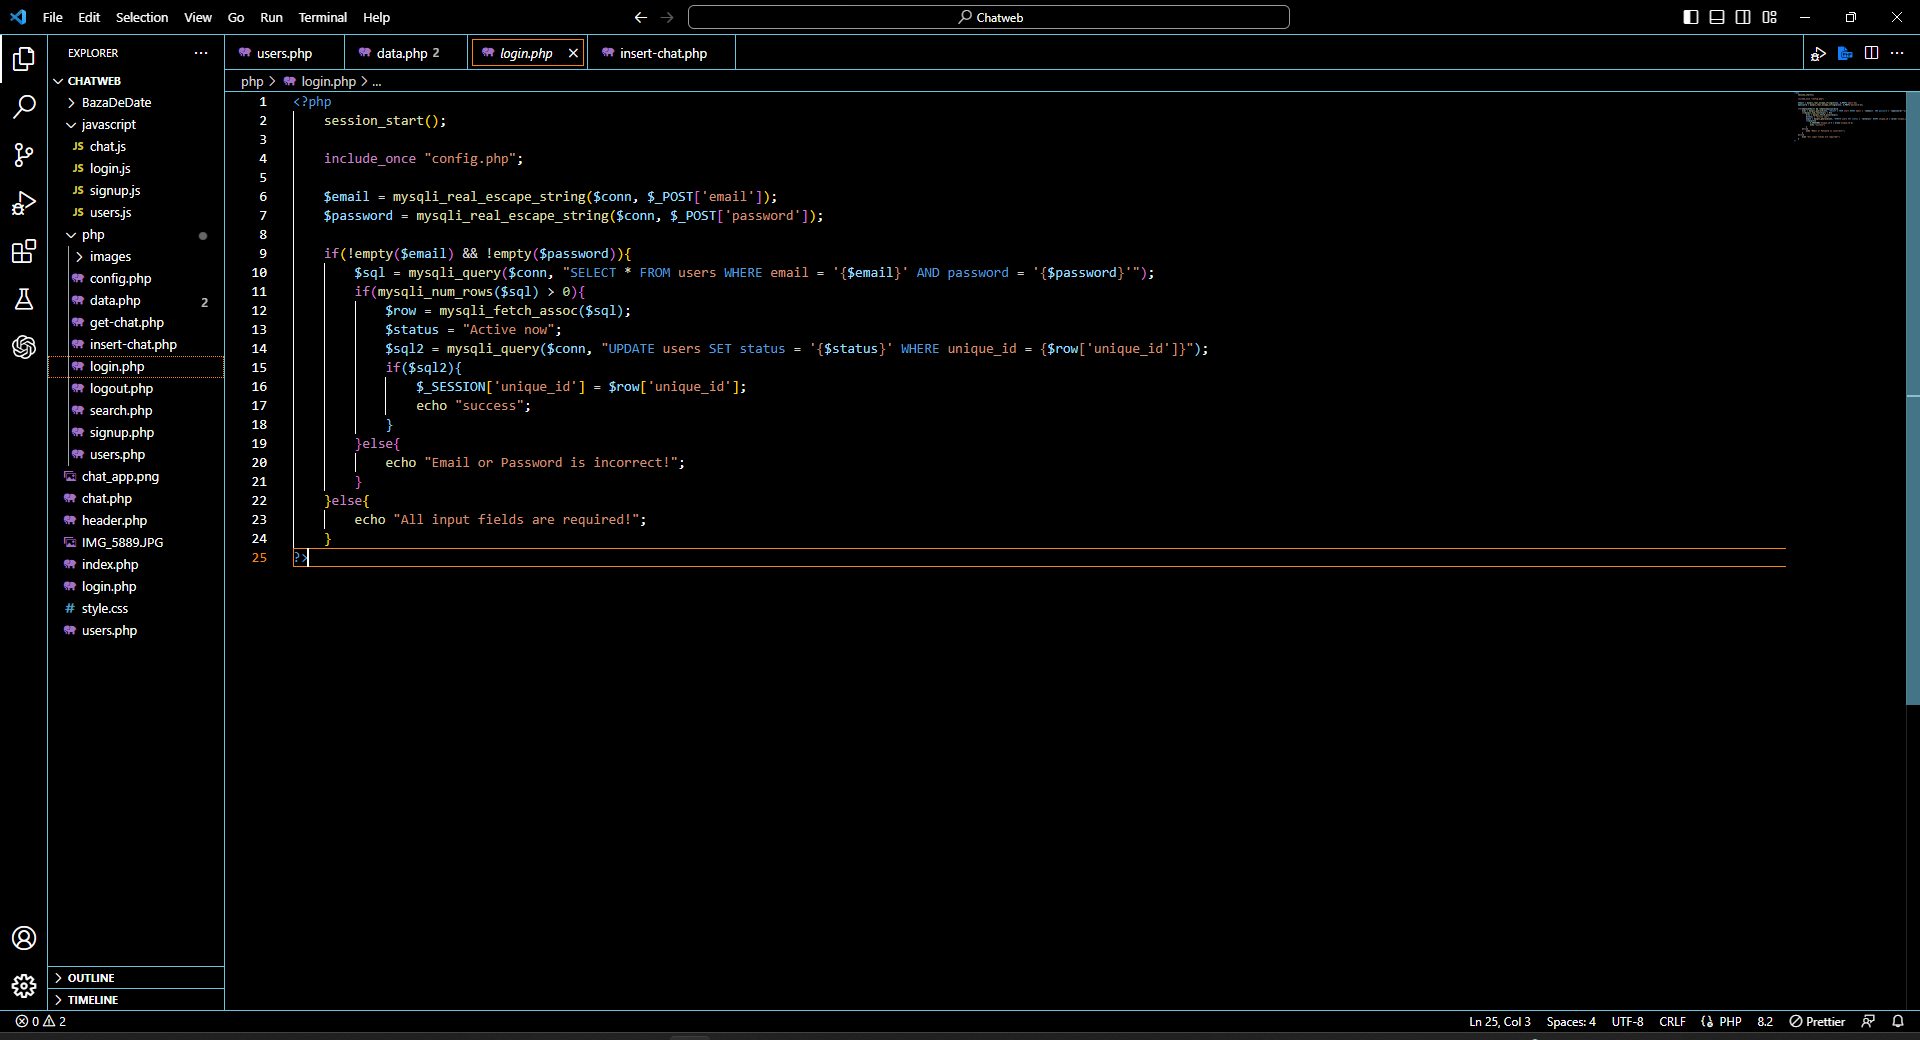 File Edit Selection View Go Run Terminal Help
Chatweb
EXPLORER
CHATWEB
BazaDeDate
javascript
JS chat.js
JS login.js
JS signup.js
JS users.js
php
images
config.php
data.php 2
get-chat.php
insert-chat.php
login.php
logout.php
search.php
signup.php
users.php
chat_app.png
chat.php
header.php
IMG_5889.JPG
index.php
login.php
# style.css
users.php
OUTLINE
TIMELINE
users.php data.php 2 login.php insert-chat.php
php > login.php > ...
1 <?php
2 session_start();
3
4 include_once "config.php";
5
6 $email = mysqli_real_escape_string($conn, $_POST['email']);
7 $password = mysqli_real_escape_string($conn, $_POST['password']);
8
9 if(!empty($email) && !empty($password)){
10 $sql = mysqli_query($conn, "SELECT * FROM users WHERE email = '{$email}' AND password = '{$password}'");
11 if(mysqli_num_rows($sql) > 0){
12 $row = mysqli_fetch_assoc($sql);
13 $status = "Active now";
14 $sql2 = mysqli_query($conn, "UPDATE users SET status = '{$status}' WHERE unique_id = {$row['unique_id']}");
15 if($sql2){
16 $_SESSION['unique_id'] = $row['unique_id'];
17 echo "success";
18 }
19 }else{
20 echo "Email or Password is incorrect!";
21 }
22 }else{
23 echo "All input fields are required!";
24 }
25 ?>
0 2
Ln 25, Col 3 Spaces: 4 UTF-8 CRLF PHP 8.2 Prettier